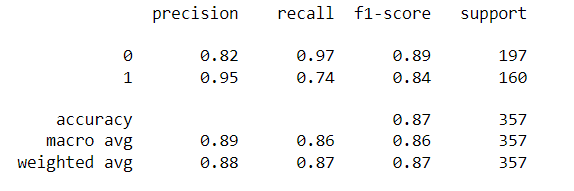 precision recall f1-score support
0 0.82 0.97 0.89 197
1 0.95 0.74 0.84 160
accuracy 0.87 357
macro avg 0.89 0.86 0.86 357
weighted avg 0.88 0.87 0.87 357